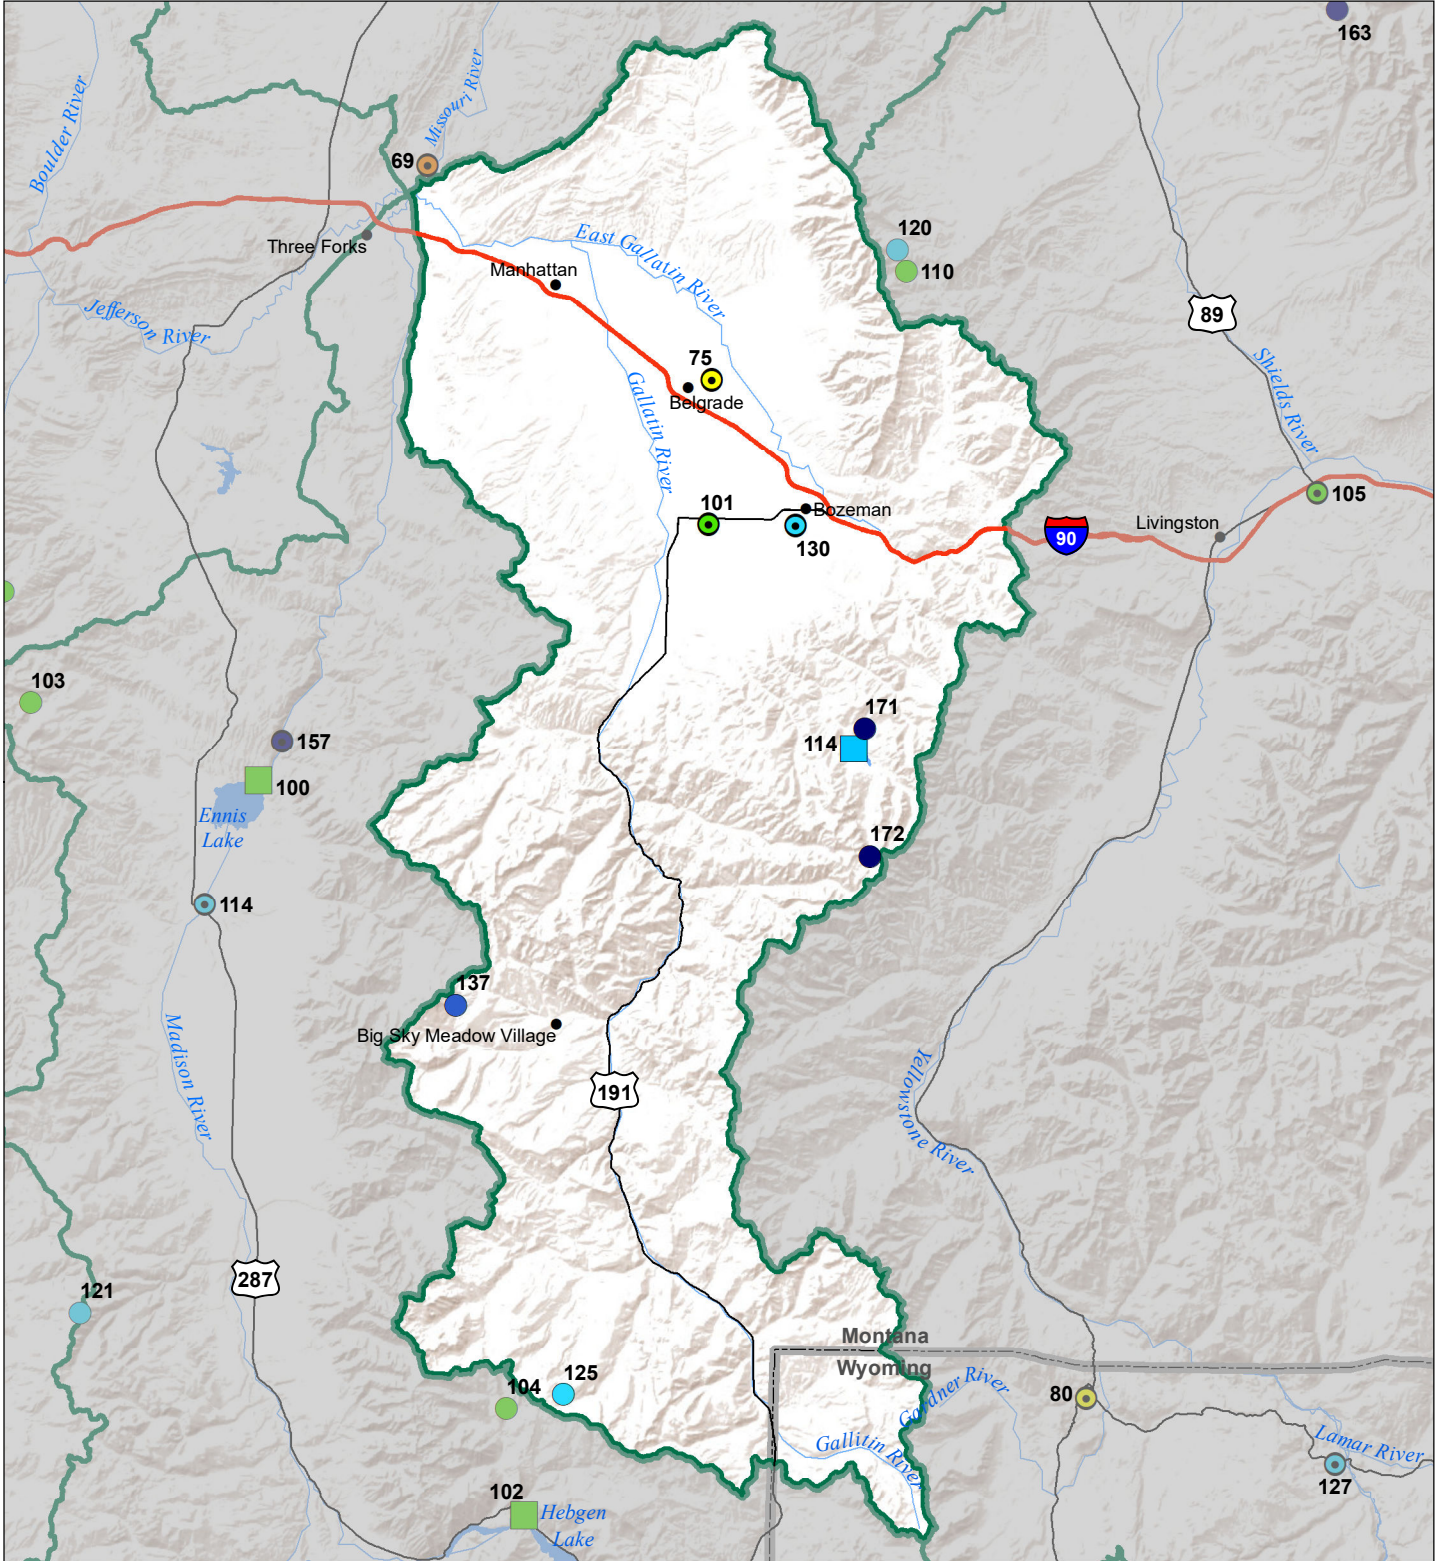 163
Boulder River
Missouri River
69
Three Forks
120
110
East Gallatin River
Manhattan
Jefferson River
89
Shields River
75
Belgrade
Gallatin River
101
Bozeman
130
105
Livingston
90
103
171
114
157
100
Ennis
Lake
172
114
137
Big Sky Meadow Village
Madison River
191
Yellowstone River
287
121
Montana
Wyoming
125
104
Gardner River
80
Gallitin River
Lamar River
127
102
Hebgen
Lake